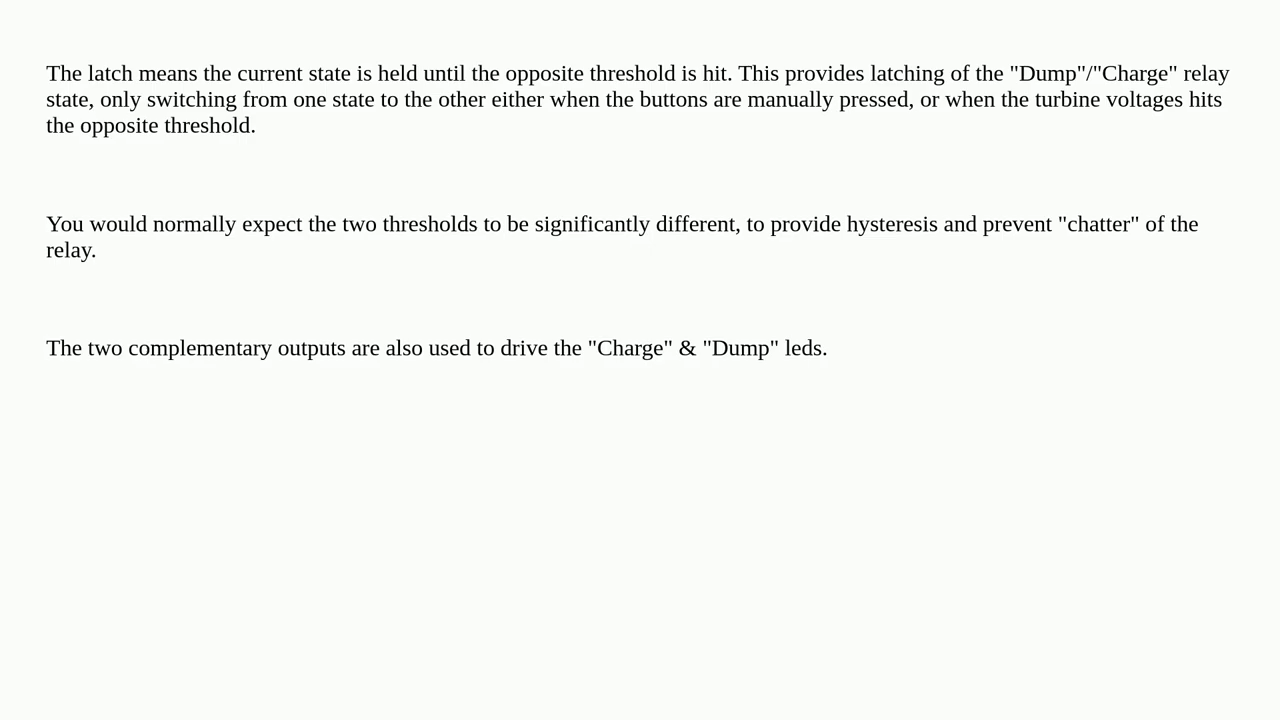 The latch means the current state is held until the opposite threshold is hit. This provides latching of the "Dump"/"Charge" relay
state, only switching from one state to the other either when the buttons are manually pressed, or when the turbine voltages hits
the opposite threshold.
You would normally expect the two thresholds to be significantly different, to provide hysteresis and prevent "chatter" of the
relay.
The two complementary outputs are also used to drive the "Charge" & "Dump" leds.